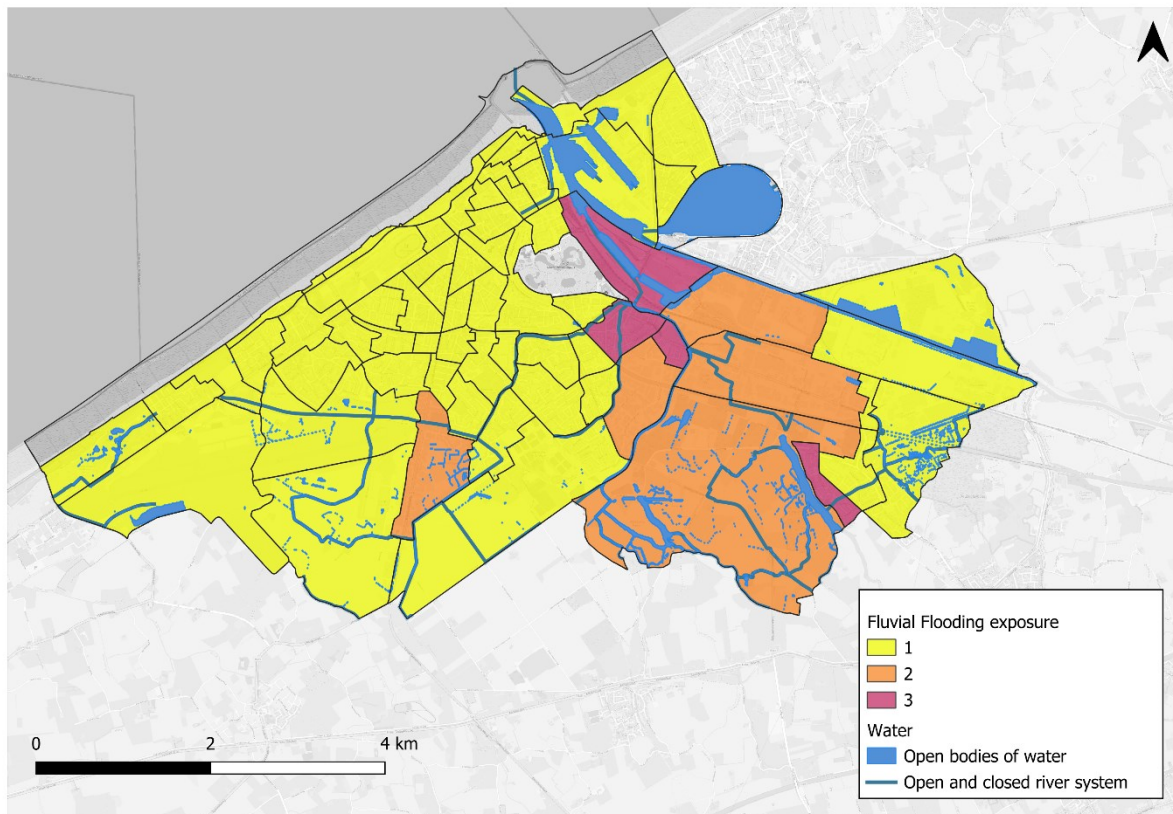 Fluvial Flooding exposure
1
2
3
Water
Open bodies of water
Open and closed river system
0 2 4 km